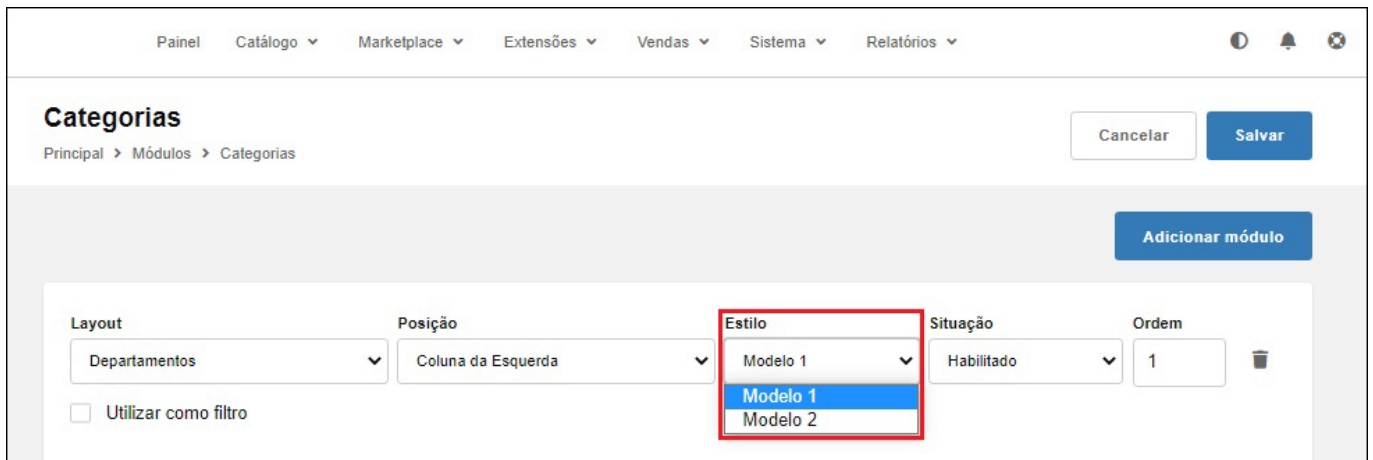 Painel Catálogo Marketplace Extensões Vendas Sistema Relatórios
Categorias
Principal > Módulos > Categorias
Cancelar Salvar
Adicionar módulo
Layout Posição Estilo Situação Ordem
Departamentos Coluna da Esquerda Modelo 1 Habilitado 1
Modelo 1
Modelo 2
Utilizar como filtro